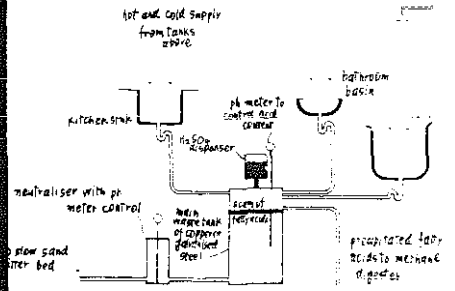 hot and cold supply
from tanks
above
kitchen sink
H2SO4
dispenser
ph meter to
control acid
content
bathroom
basin
neutraliser with ph
meter control
main
waste tank
of copper or
galvanised
steel
scum of
fatty acids
precipitated fatty
acids to methane
digester
slow sand
bed